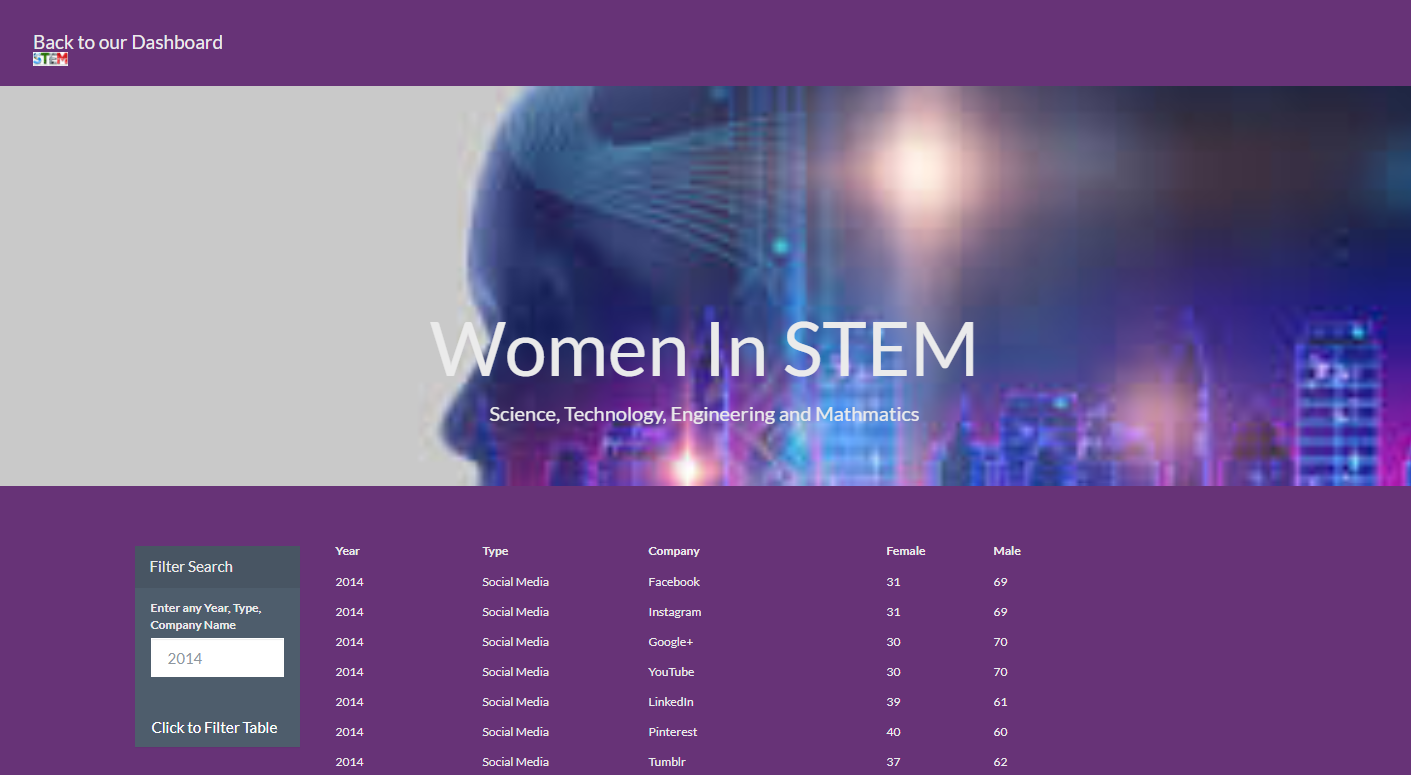 Back to our Dashboard
STEM
Women In STEM
Science, Technology, Engineering and Mathmatics
Filter Search
Enter any Year, Type,
Company Name
2014
Click to Filter Table
Year Type Company Female Male
2014 Social Media Facebook 31 69
2014 Social Media Instagram 31 69
2014 Social Media Google+ 30 70
2014 Social Media YouTube 30 70
2014 Social Media LinkedIn 39 61
2014 Social Media Pinterest 40 60
2014 Social Media Tumblr 37 62